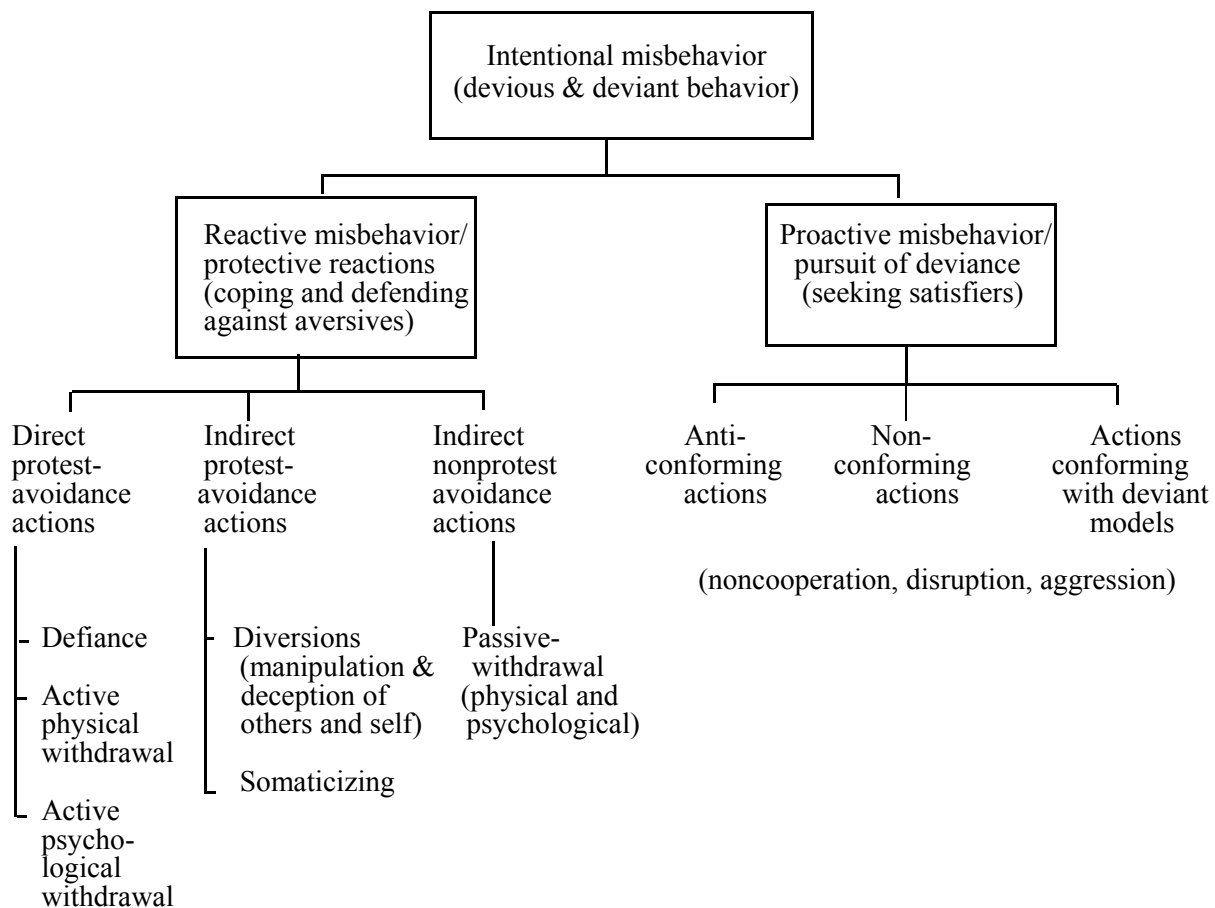 Intentional misbehavior
(devious & deviant behavior)
Reactive misbehavior/
protective reactions
(coping and defending
against aversives)
Proactive misbehavior/
pursuit of deviance
(seeking satisfiers)
Direct
protest-
avoidance
actions
Indirect
protest-
avoidance
actions
Indirect
nonprotest
avoidance
actions
Anti-
conforming
actions
Non-
conforming
actions
Actions
conforming
with deviant
models
(noncooperation, disruption, aggression)
Defiance
Active
physical
withdrawal
Active
psycho-
logical
withdrawal
Diversions
(manipulation &
deception of
others and self)
Somaticizing
Passive-
withdrawal
(physical and
psychological)